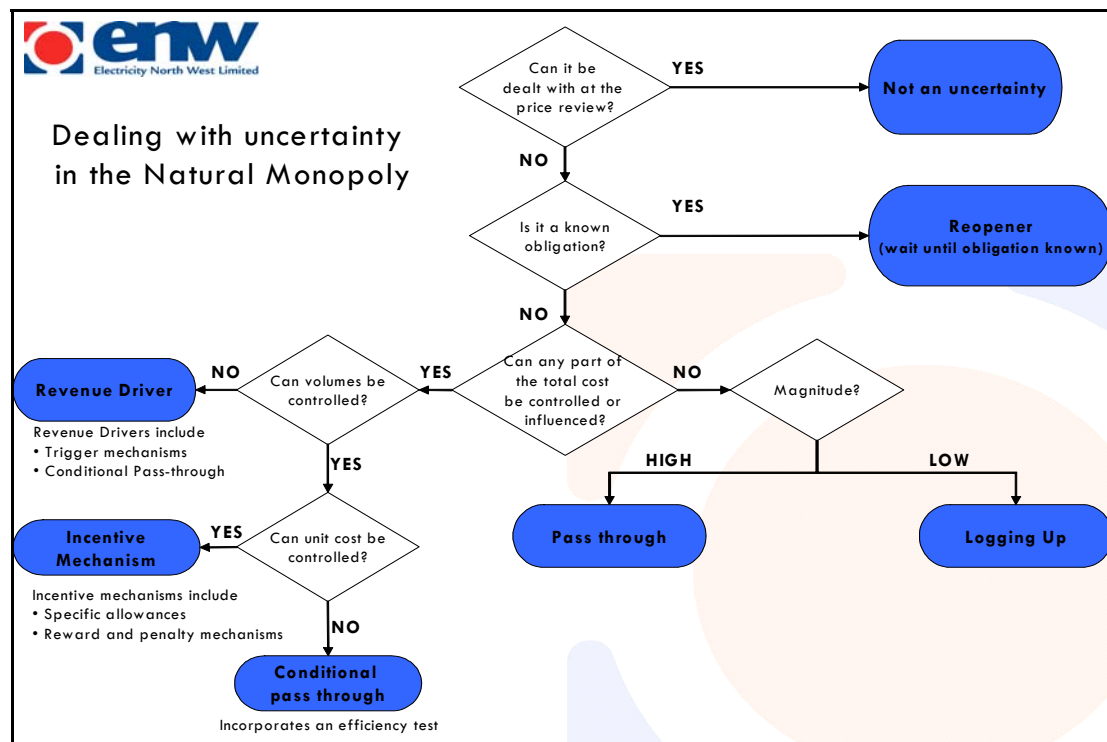 enw
Electricity North West Limited
Dealing with uncertainty
in the Natural Monopoly
Can it be
dealt with at the
price review?
YES
Not an uncertainty
NO
Is it a known
obligation?
YES
Reopener
(wait until obligation known)
NO
Can any part of
the total cost
be controlled or
influenced?
YES
NO
Can volumes be
controlled?
NO
Revenue Driver
Revenue Drivers include
• Trigger mechanisms
• Conditional Pass-through
Magnitude?
HIGH
LOW
Pass through
Logging Up
YES
Can unit cost be
controlled?
YES
Incentive
Mechanism
Incentive mechanisms include
• Specific allowances
• Reward and penalty mechanisms
NO
Conditional
pass through
Incorporates an efficiency test